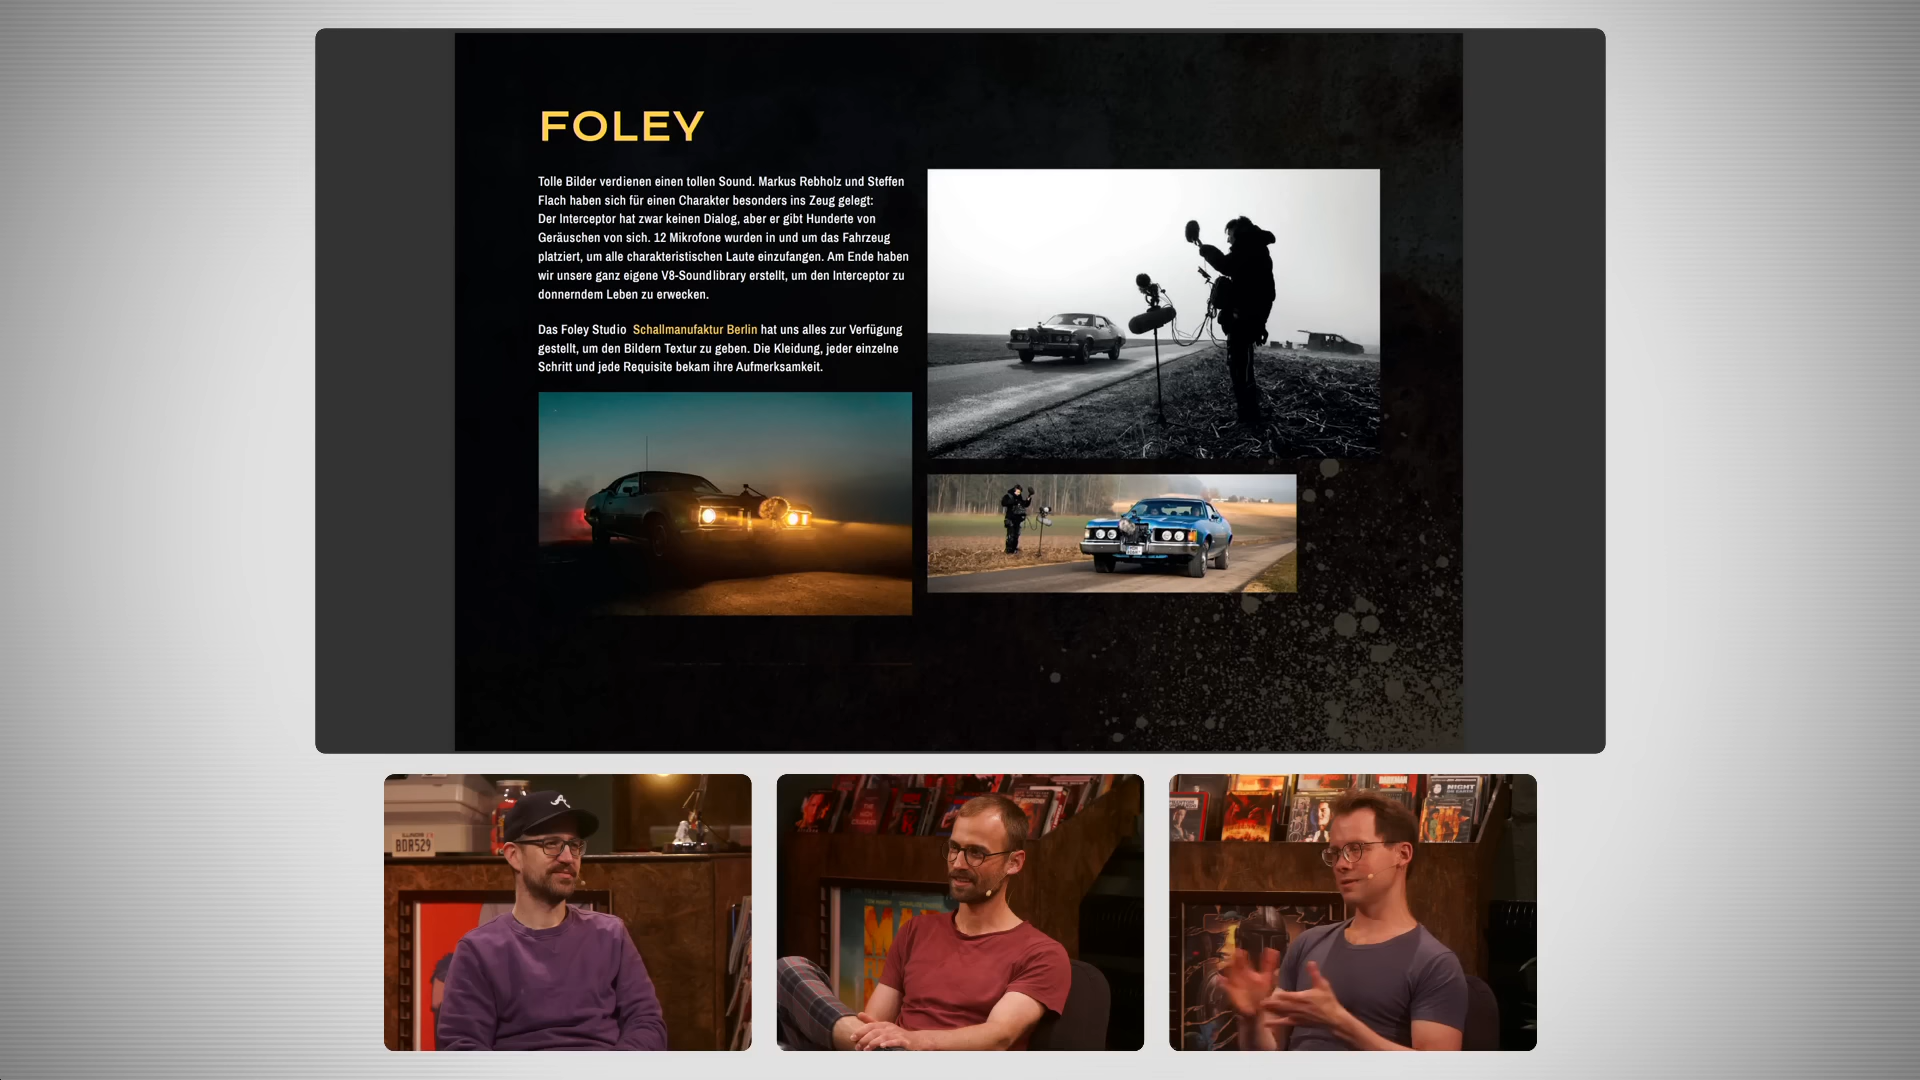 FOLEY
Tolle Bilder verdienen einen tollen Sound. Markus Rebholz und Steffen
Flach haben sich für einen Charakter besonders ins Zeug gelegt:
Der Interceptor hat zwar keinen Dialog, aber er gibt Hunderte von
Geräuschen von sich. 12 Mikrofone wurden in und um das Fahrzeug
platziert, um alle charakteristischen Laute einzufangen. Am Ende haben
wir unsere ganz eigene V8-Soundlibrary erstellt, um den Interceptor zu
donnerndem Leben zu erwecken.
Das Foley Studio Schallmanufaktur Berlin hat uns alles zur Verfügung
gestellt, um den Bildern Textur zu geben. Die Kleidung, jeder einzelne
Schritt und jede Requisite bekam ihre Aufmerksamkeit.
ILLINOIS
BDR529
DARKMAN
NIGHT
ON EARTH